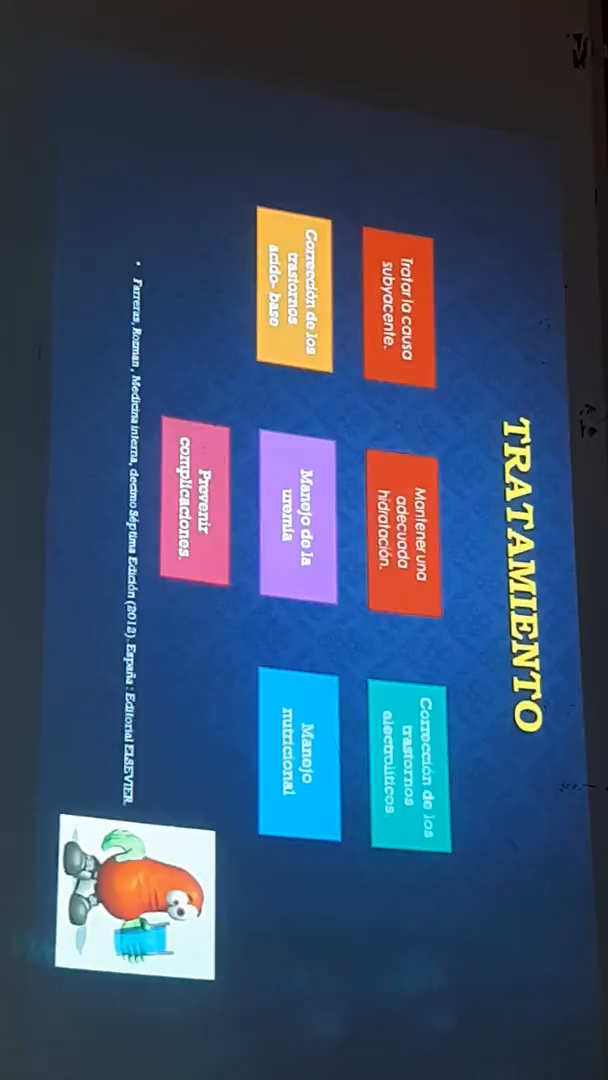 TRATAMIENTO
Tratar la causa
subyacente.
Mantener una
adecuada
hidratación.
Corrección de los
trastornos
electrolíticos
Corrección de los
trastornos
acido- base
Manejo de la
uremia
Manejo
nutricional
Prevenir
complicaciones.
• Farreras, Rozman , Medicina interna, decimo Séptima Edición (2012). España : Editorial ELSEVIER.